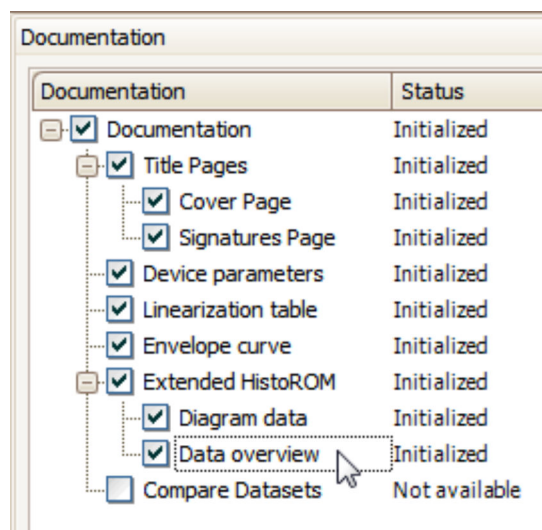 Documentation
Documentation Status
Documentation Initialized
Title Pages Initialized
Cover Page Initialized
Signatures Page Initialized
Device parameters Initialized
Linearization table Initialized
Envelope curve Initialized
Extended HistoROM Initialized
Diagram data Initialized
Data overview Initialized
Compare Datasets Not available